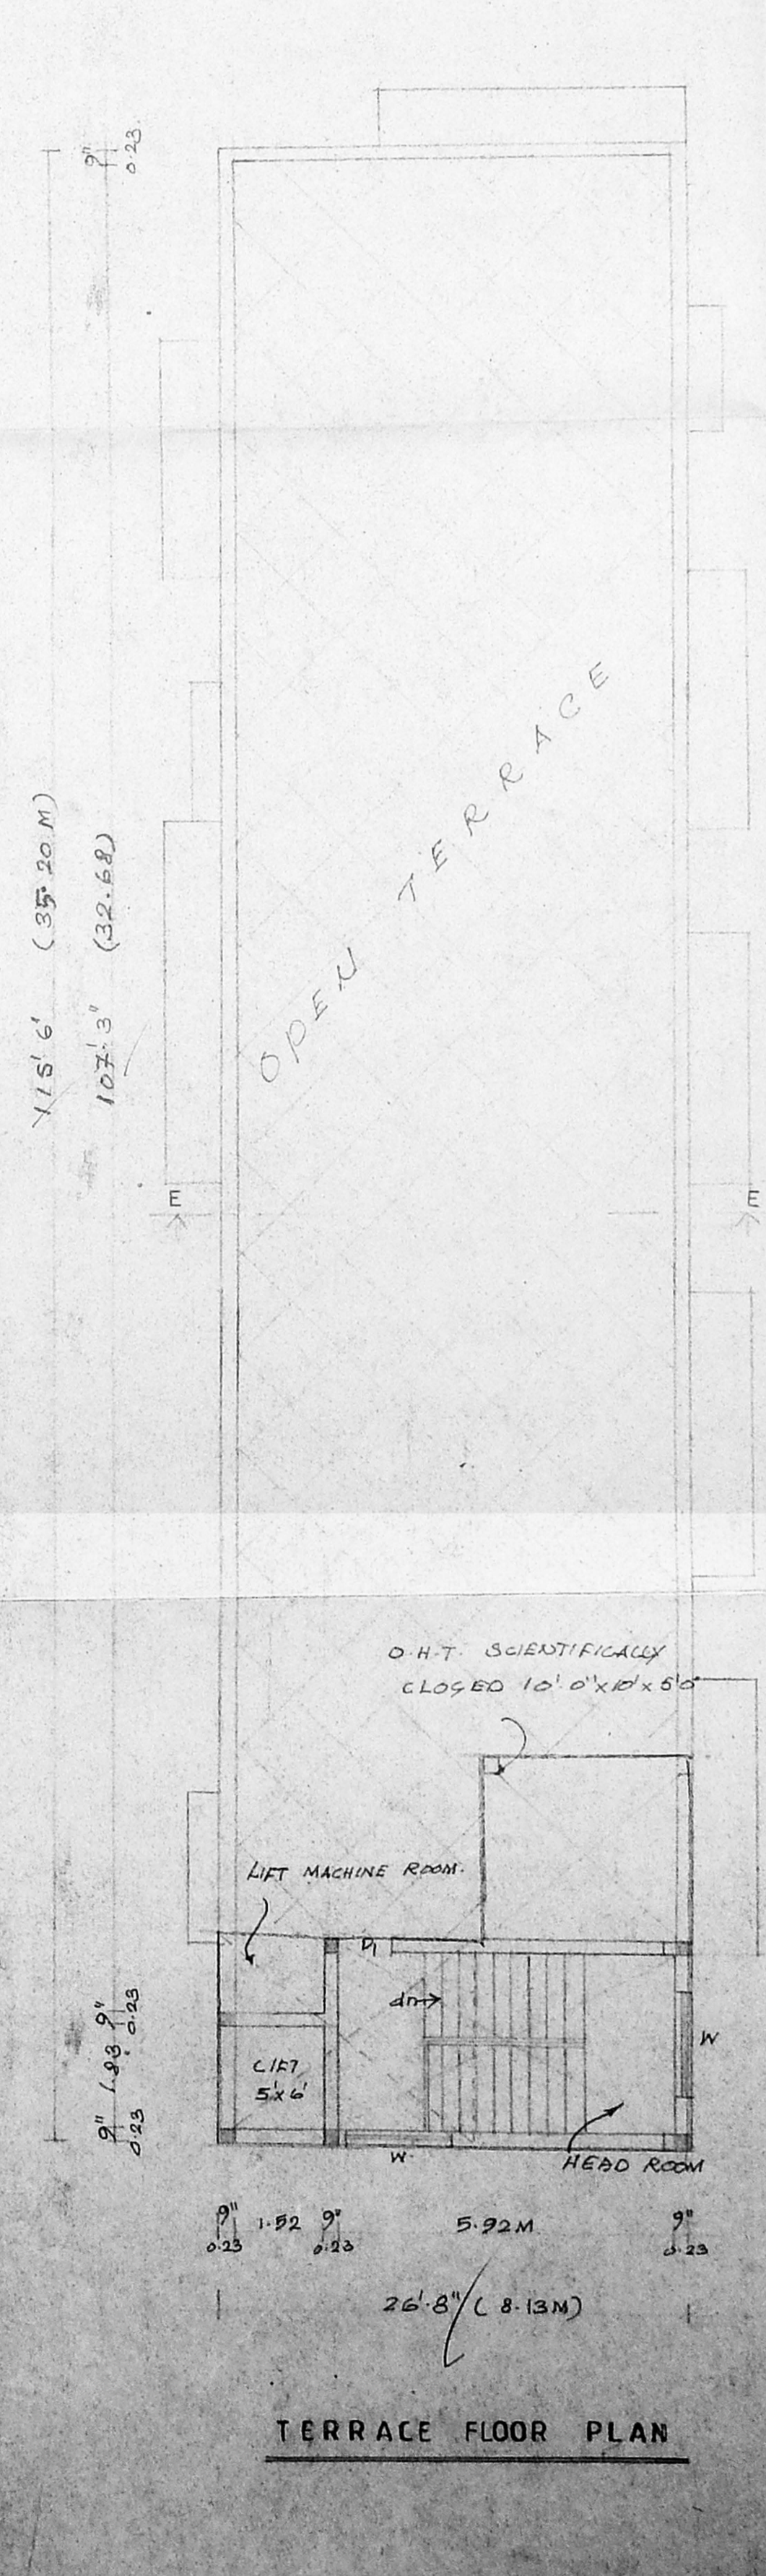 9"
0.23
115' 6' (35.20 M)
107'.3" (32.68)
OPEN TERRACE
E
E
O.H.T. SCIENTIFICALLY
CLOSED 10'.0"x10'x5'0"
LIFT MACHINE ROOM.
D1
dn
W
LIFT
5'x6'
9"
0.23
1.83
9"
0.23
W.
HEAD ROOM
9" 1.52 9" 5.92M 9"
0.23 0.23 0.23
26'.8" (8.13M)
TERRACE FLOOR PLAN